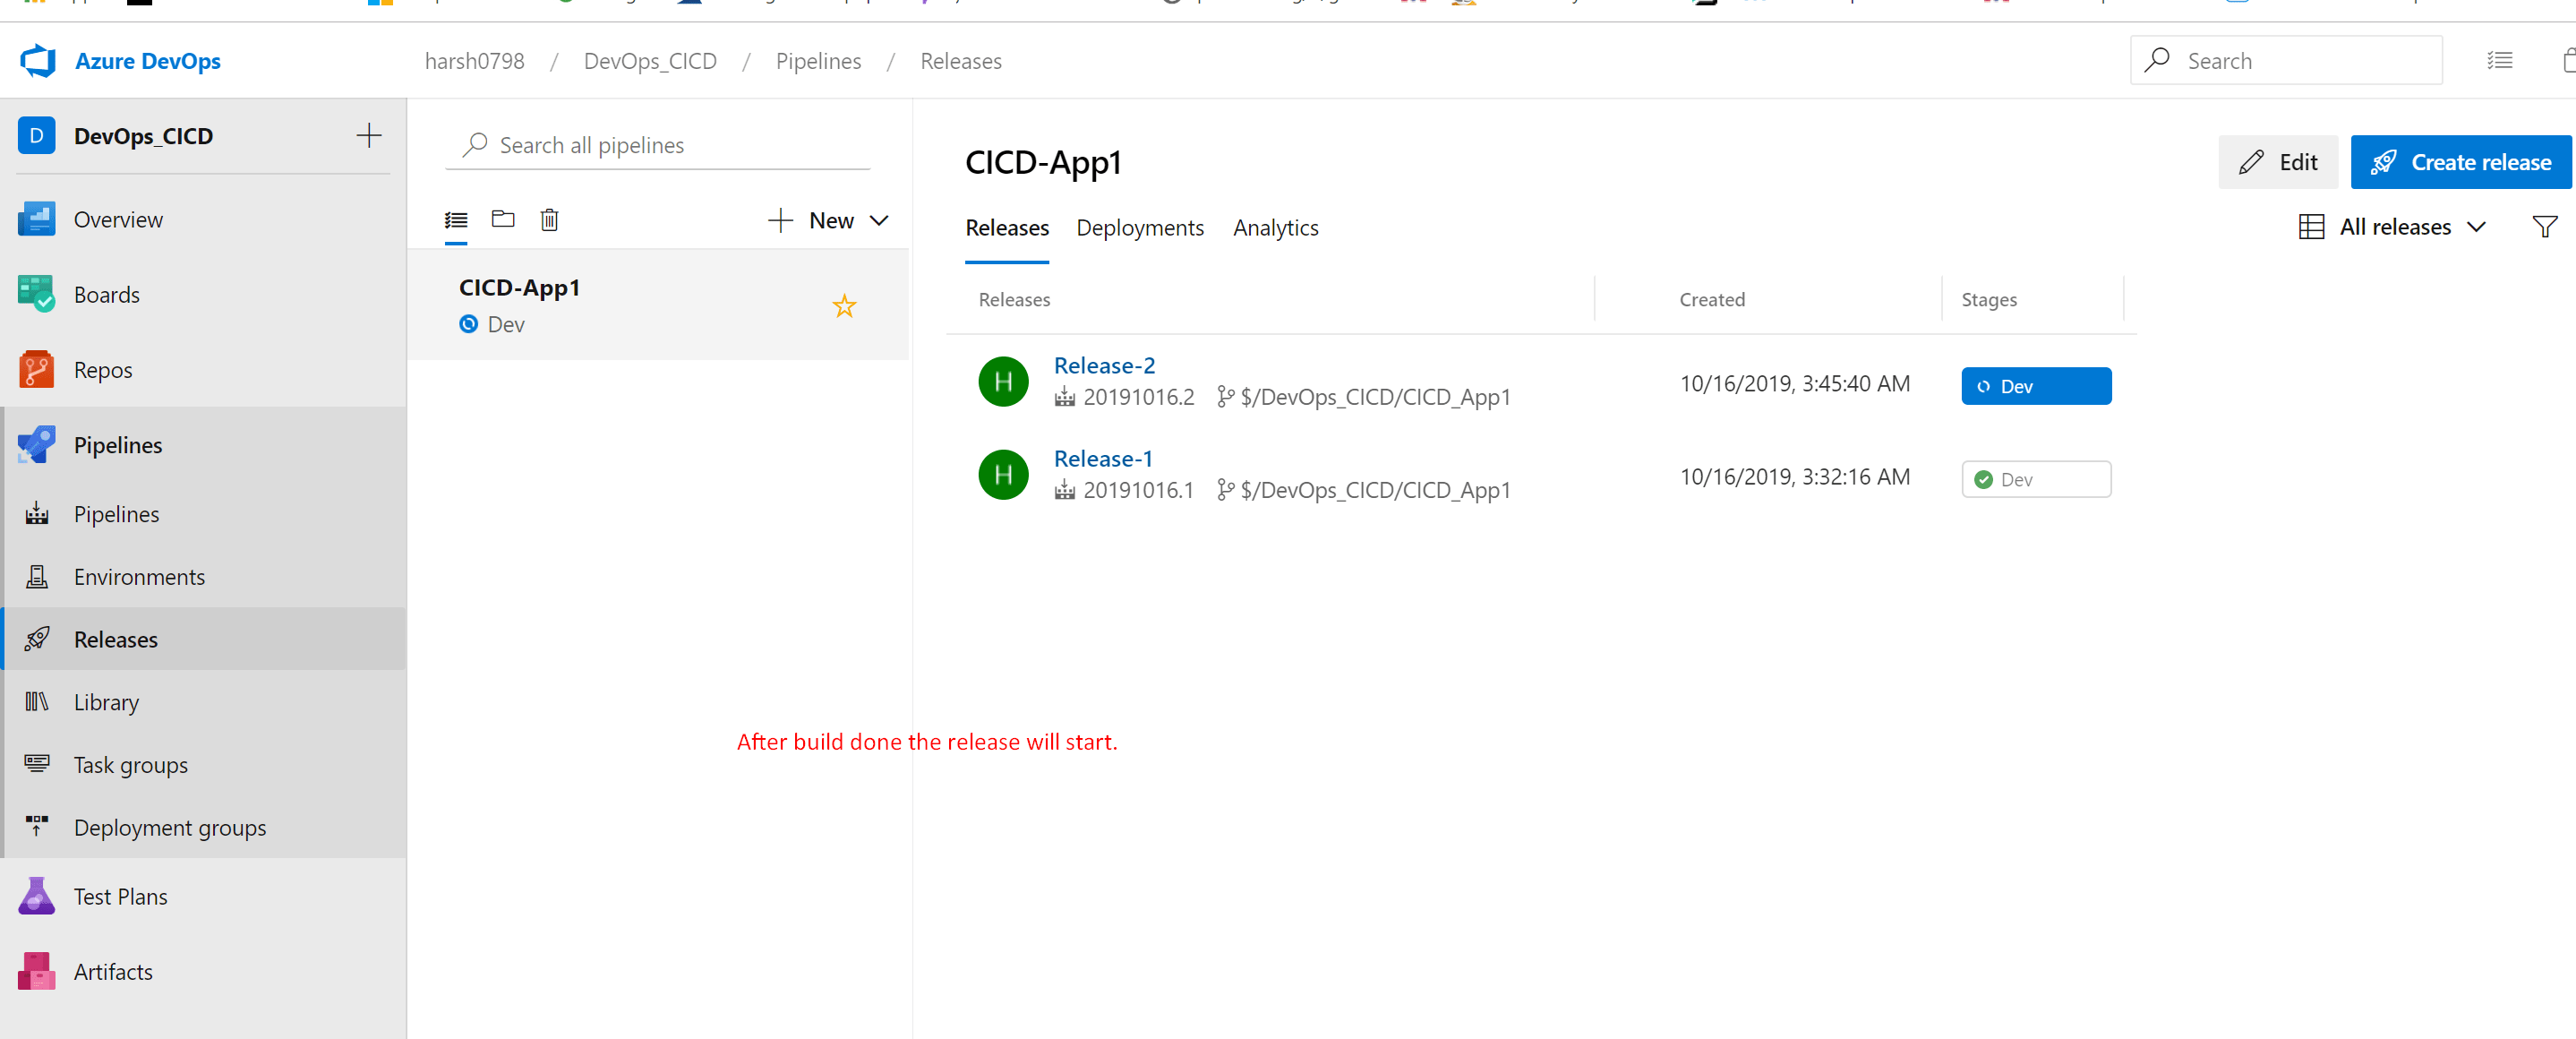 Azure DevOps
harsh0798 / DevOps_CICD / Pipelines / Releases
Search
D DevOps_CICD
Overview
Boards
Repos
Pipelines
Pipelines
Environments
Releases
Library
Task groups
Deployment groups
Test Plans
Artifacts
Search all pipelines
New
CICD-App1
Dev
CICD-App1
Edit
Create release
Releases Deployments Analytics
All releases
Releases Created Stages
H Release-2
20191016.2 $/DevOps_CICD/CICD_App1 10/16/2019, 3:45:40 AM Dev
H Release-1
20191016.1 $/DevOps_CICD/CICD_App1 10/16/2019, 3:32:16 AM Dev
After build done the release will start.